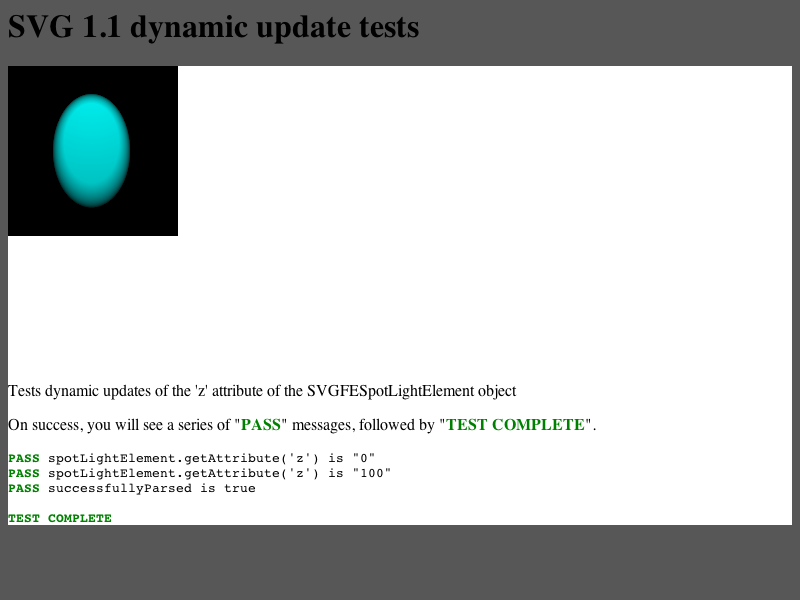 SVG 1.1 dynamic update tests
Tests dynamic updates of the 'z' attribute of the SVGFESpotLightElement object
On success, you will see a series of "PASS" messages, followed by "TEST COMPLETE".
PASS spotLightElement.getAttribute('z') is "0"
PASS spotLightElement.getAttribute('z') is "100"
PASS successfullyParsed is true
TEST COMPLETE